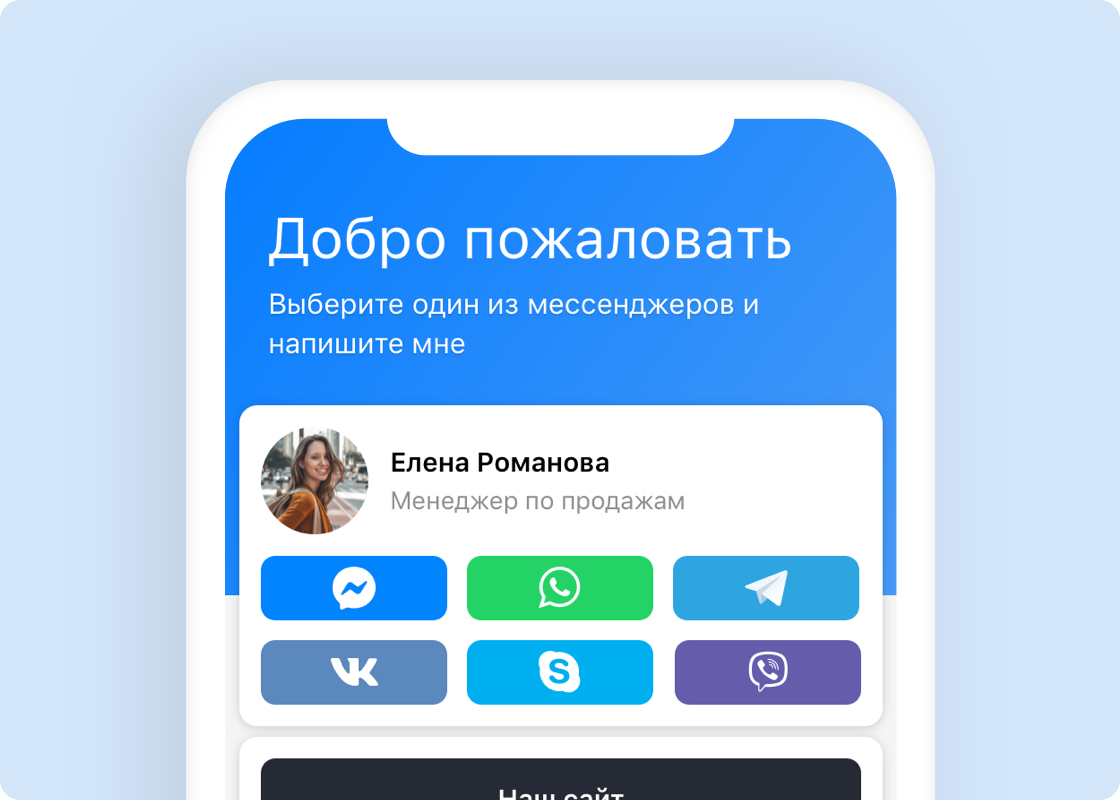 Добро пожаловать
Выберите один из мессенджеров и
напишите мне
Елена Романова
Менеджер по продажам
Наш сайт